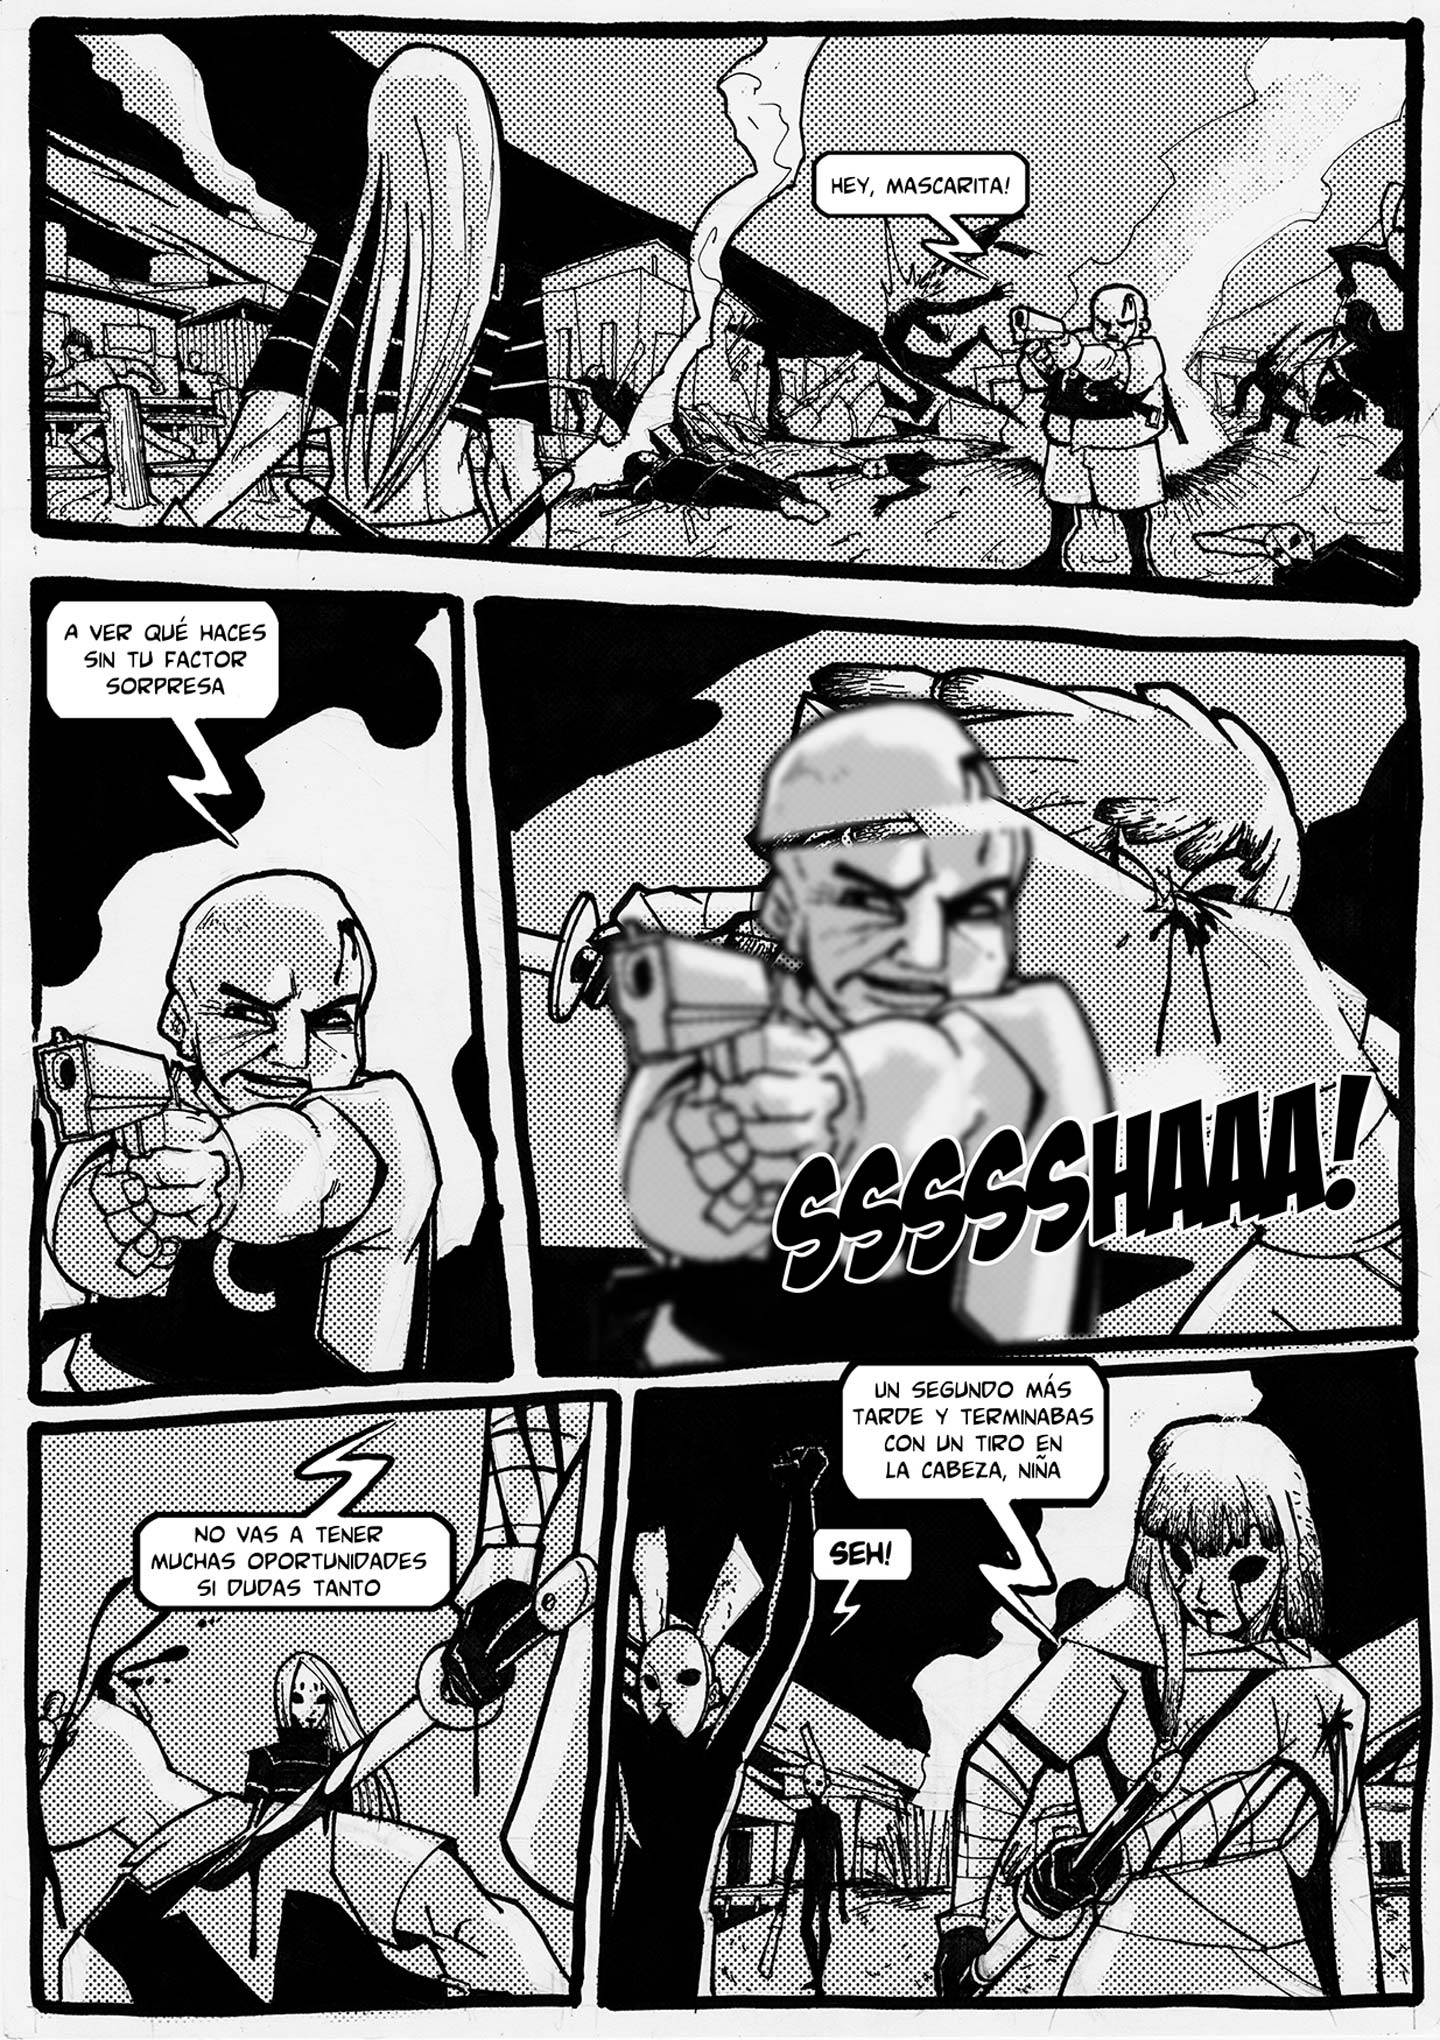 HEY, MASCARITA!
A VER QUÉ HACES
SIN TU FACTOR
SORPRESA
SSSSSHAAA!
NO VAS A TENER
MUCHAS OPORTUNIDADES
SI DUDAS TANTO
UN SEGUNDO MÁS
TARDE Y TERMINABAS
CON UN TIRO EN
LA CABEZA, NIÑA
SEH!